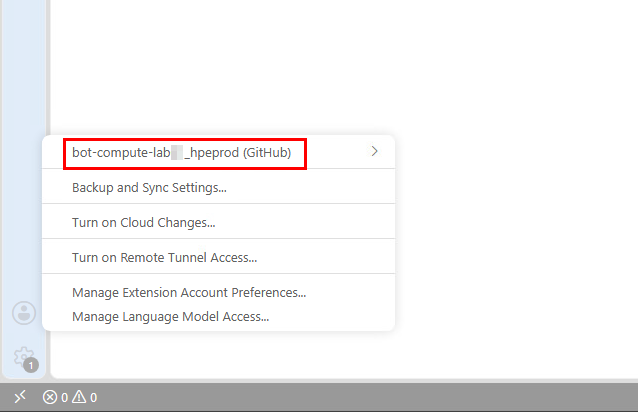 bot-compute-lab _hpeprod (GitHub)
Backup and Sync Settings...
Turn on Cloud Changes...
Turn on Remote Tunnel Access...
Manage Extension Account Preferences...
Manage Language Model Access...
1
0 0